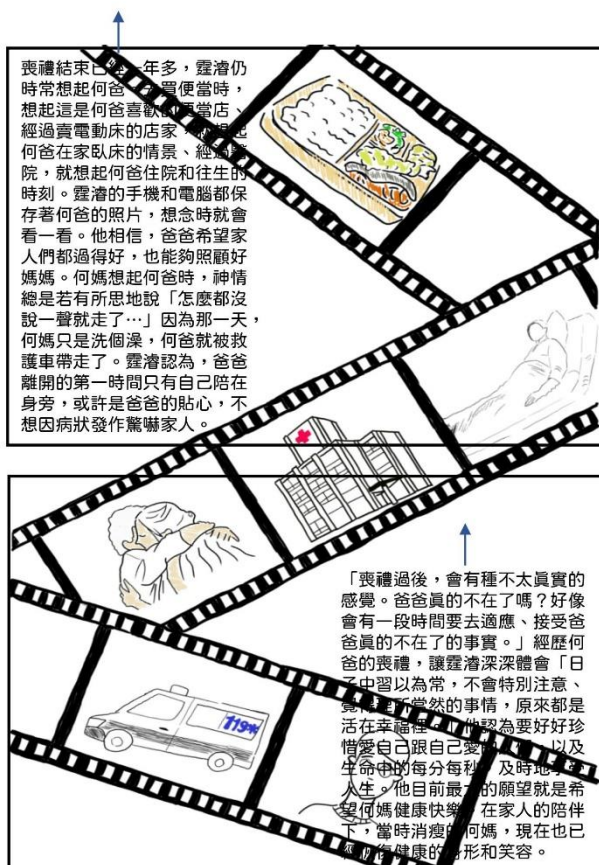 喪禮結束已經一年多，霆濬仍
時常想起何爸。買便當時，
想起這是何爸喜歡的便當店、
經過賣電動床的店家，就想起
何爸在家臥床的情景、經過醫
院，就想起何爸住院和往生的
時刻。霆濬的手機和電腦都保
存著何爸的照片，想念時就會
看一看。他相信，爸爸希望家
人們都過得好，也能夠照顧好
媽媽。何媽想起何爸時，神情
總是若有所思地說「怎麼都沒
說一聲就走了…」因為那一天，
何媽只是洗個澡，何爸就被救
護車帶走了。霆濬認為，爸爸
離開的第一時間只有自己陪在
身旁，或許是爸爸的貼心，不
想因病狀發作驚嚇家人。
「喪禮過後，會有種不太真實的
感覺。爸爸真的不在了嗎？好像
會有一段時間要去適應、接受爸
爸真的不在了的事實。」經歷何
爸的喪禮，讓霆濬深深體會「日
子中習以為常，不會特別注意、
覺得理所當然的事情，原來都是
活在幸福裡」他認為要好好珍
惜愛自己跟自己愛的以及
生命中的每分每秒，及時地享受
人生。他目前最大的願望就是希
望何媽健康快樂，在家人的陪伴
下，當時消瘦的何媽，現在也已
經恢復健康的身形和笑容。
119